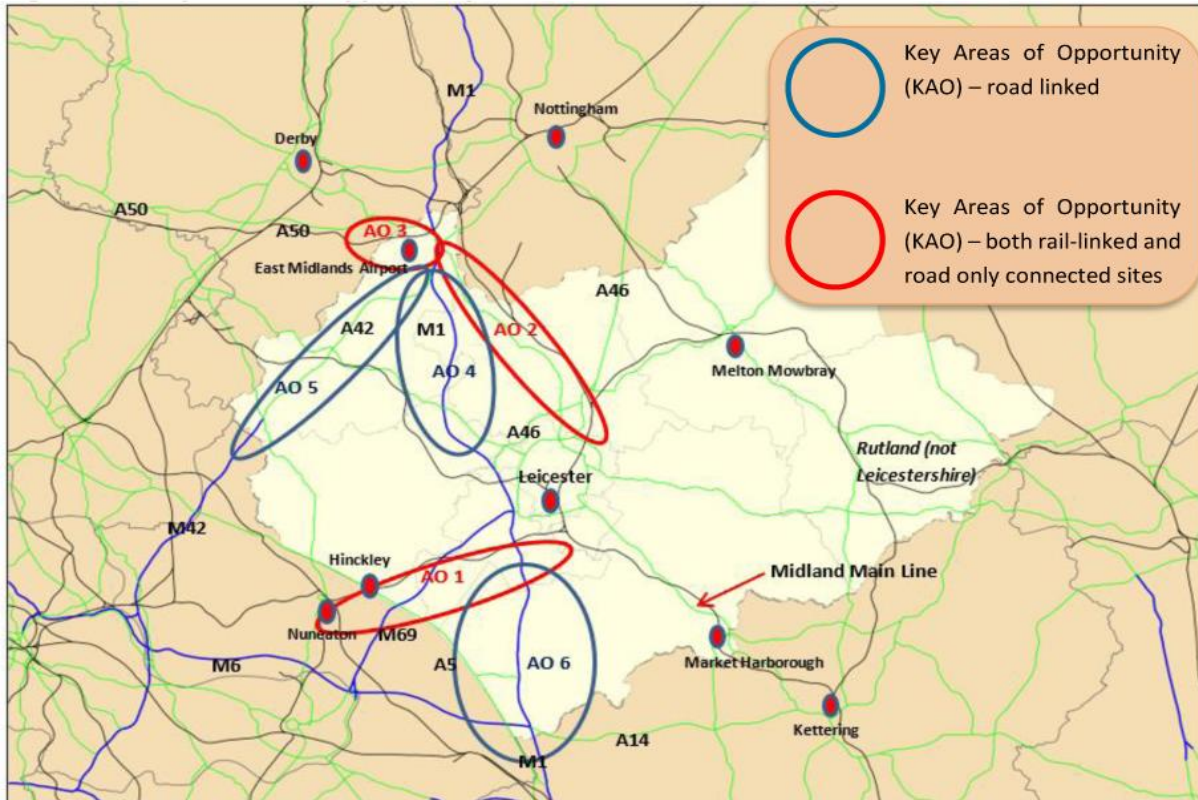 Key Areas of Opportunity
(KAO) – road linked
Key Areas of Opportunity
(KAO) – both rail-linked and
road only connected sites
M1
Nottingham
Derby
A50
A50
AO 3
East Midlands Airport
A46
A42
M1
AO 2
Melton Mowbray
AO 5
AO 4
A46
Rutland (not
Leicestershire)
Leicester
M42
Hinckley
AO 1
Midland Main Line
Nuneaton
M69
Market Harborough
M6
A5
AO 6
Kettering
A14
M1